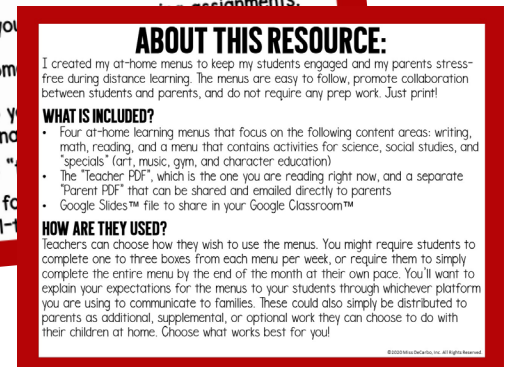 assignments.
ABOUT THIS RESOURCE:
I created my at-home menus to keep my students engaged and my parents stress-
free during distance learning. The menus are easy to follow, promote collaboration
between students and parents, and do not require any prep work. Just print!
WHAT IS INCLUDED?
• Four at-home learning menus that focus on the following content areas: writing,
math, reading, and a menu that contains activities for science, social studies, and
"specials" (art, music, gym, and character education)
• The "Teacher PDF", which is the one you are reading right now, and a separate
"Parent PDF" that can be shared and emailed directly to parents
• Google Slides™ file to share in your Google Classroom™
HOW ARE THEY USED?
Teachers can choose how they wish to use the menus. You might require students to
complete one to three boxes from each menu per week, or require them to simply
complete the entire menu by the end of the month at their own pace. You'll want to
explain your expectations for the menus to your students through whichever platform
you are using to communicate to families. These could also simply be distributed to
parents as additional, supplemental, or optional work they can choose to do with
their children at home. Choose what works best for you!
©2020 Miss DeCarbo, Inc. All Rights Reserved.